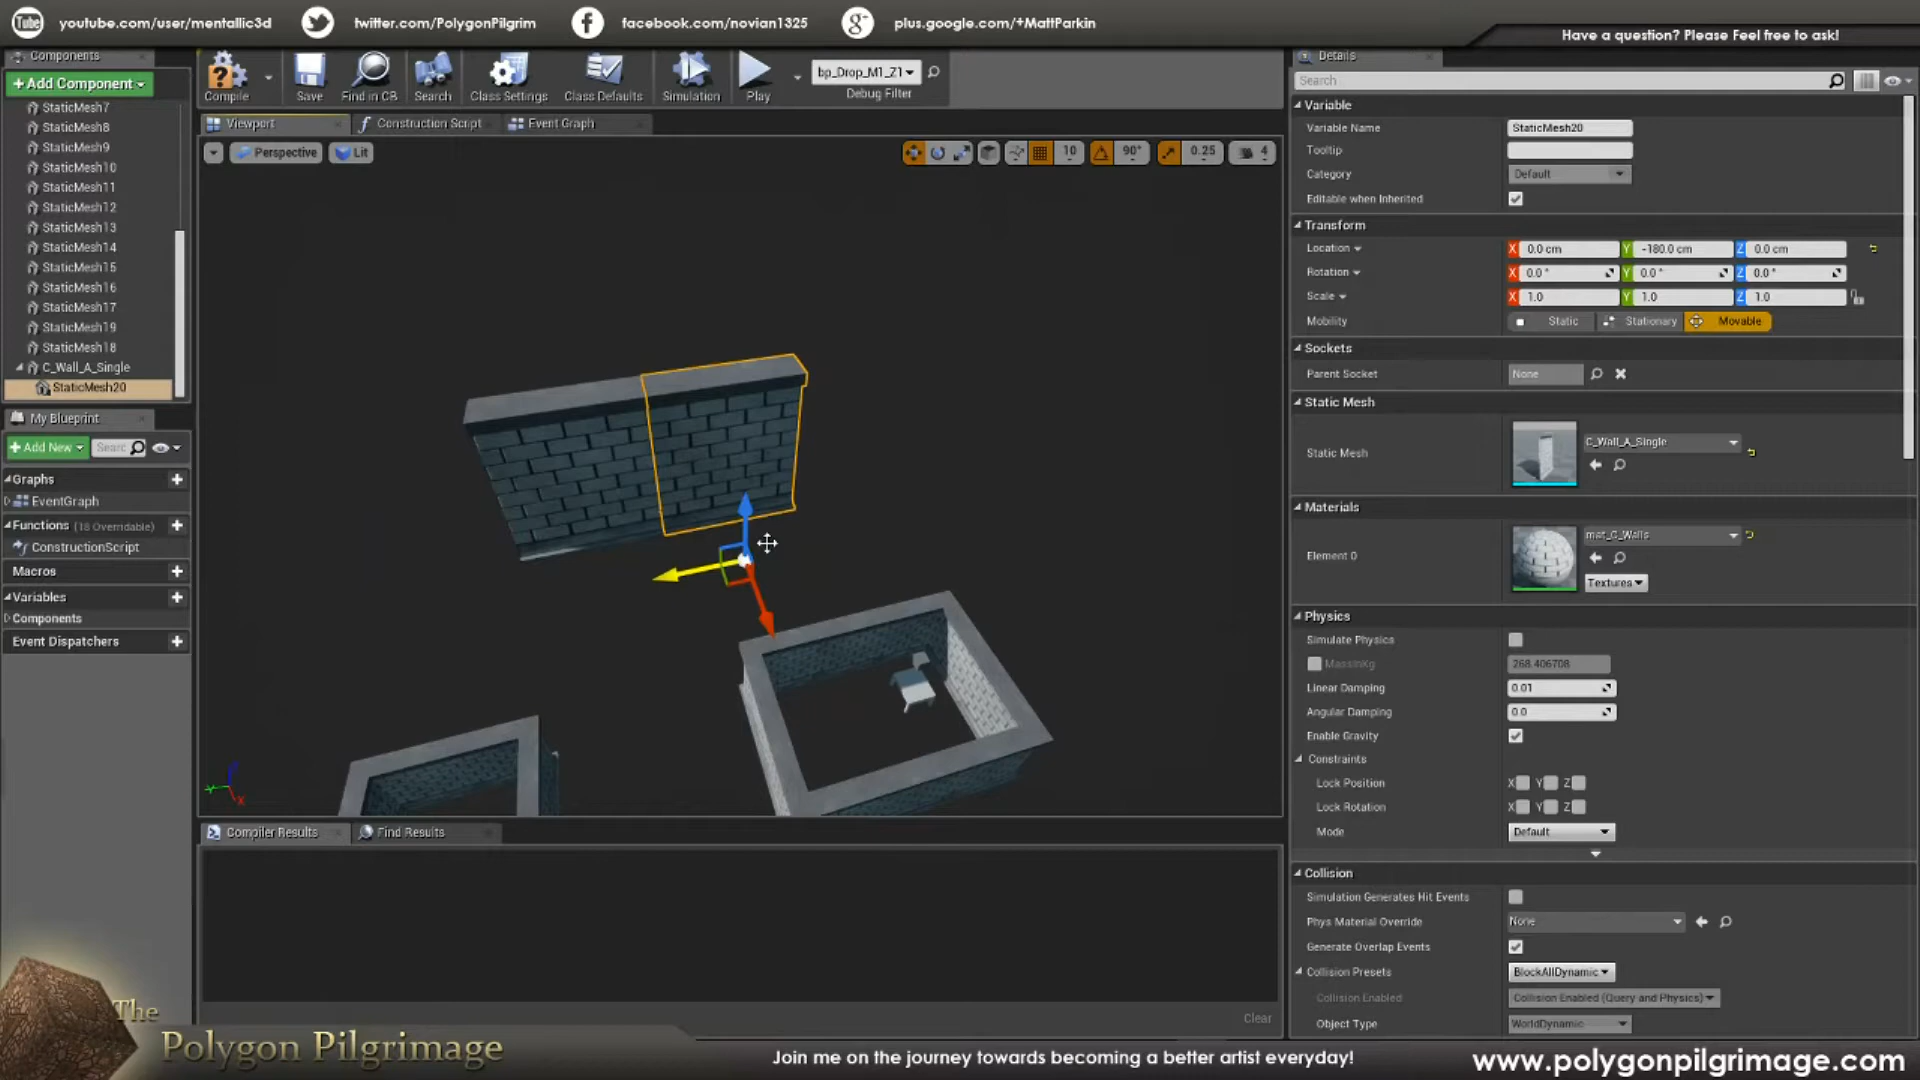 youtube.com/user/mentallic3d
twitter.com/PolygonPilgrim
facebook.com/novian1325
plus.google.com/+MattParkin
Have a question? Please Feel free to ask!
Components
+Add Component
StaticMesh7
StaticMesh8
StaticMesh9
StaticMesh10
StaticMesh11
StaticMesh12
StaticMesh13
StaticMesh14
StaticMesh15
StaticMesh16
StaticMesh17
StaticMesh19
StaticMesh18
C_Wall_A_Single
StaticMesh20
My Blueprint
+Add New
Searc
Graphs
EventGraph
Functions (18 Overridable)
ConstructionScript
Macros
Variables
Components
Event Dispatchers
Compile
Save
Find in CB
Search
Class Settings
Class Defaults
Simulation
Play
bp_Drop_M1_Z1
Debug Filter
Viewport
Construction Script
Event Graph
Perspective
Lit
10
90°
0.25
4
Compiler Results
Find Results
Clear
Details
Search
Variable
Variable Name StaticMesh20
Tooltip
Category Default
Editable when Inherited
Transform
Location X 0.0 cm Y -180.0 cm Z 0.0 cm
Rotation X 0.0 ° Y 0.0 ° Z 0.0 °
Scale X 1.0 Y 1.0 Z 1.0
Mobility Static Stationary Movable
Sockets
Parent Socket None
Static Mesh
Static Mesh C_Wall_A_Single
Materials
Element 0 mat_C_Walls
Textures
Physics
Simulate Physics
MassInKg 268.406708
Linear Damping 0.01
Angular Damping 0.0
Enable Gravity
Constraints
Lock Position X Y Z
Lock Rotation X Y Z
Mode Default
Collision
Simulation Generates Hit Events
Phys Material Override None
Generate Overlap Events
Collision Presets BlockAllDynamic
Collision Enabled Collision Enabled (Query and Physics)
Object Type WorldDynamic
The
Polygon Pilgrimage
Join me on the journey towards becoming a better artist everyday!
www.polygonpilgrimage.com